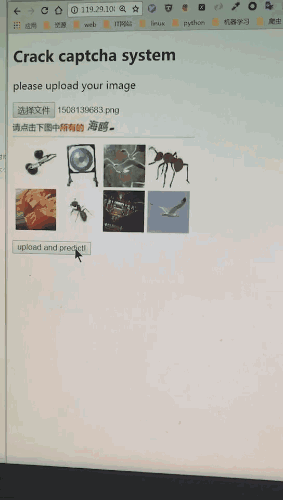 119.29.10
应用 资源 web IT网站 linux python 机器学习 爬虫
Crack captcha system
please upload your image
选择文件 1508139683.png
请点击下图中所有的 海鸥。
upload and predict!